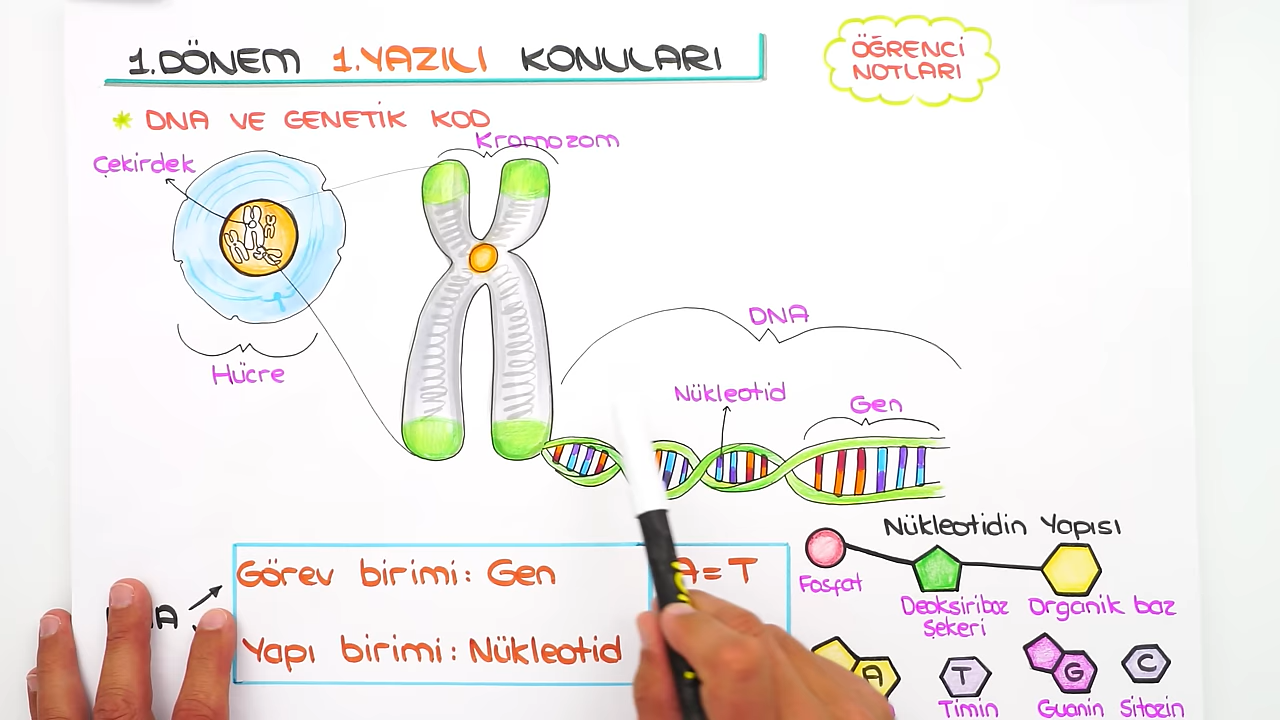 1.DÖNEM 1.YAZILI KONULARI
ÖĞRENCİ
NOTLARI
* DNA VE GENETİK KOD
Kromozom
Çekirdek
Hücre
DNA
Nükleotid
Gen
Nükleotidin Yapısı
Fosfat
Deoksiriboz
Şekeri
Organik baz
Görev birimi: Gen
A=T
Yapı birimi: Nükleotid
A
T
G
C
Timin
Guanin
Sitozin